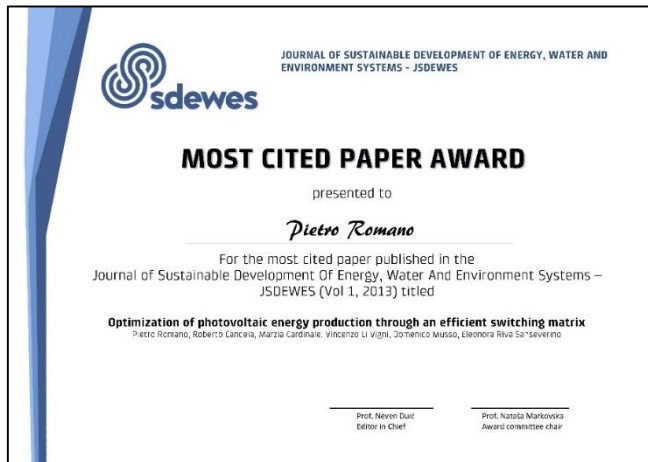 sdewes
JOURNAL OF SUSTAINABLE DEVELOPMENT OF ENERGY, WATER AND
ENVIRONMENT SYSTEMS - JSDEWES
MOST CITED PAPER AWARD
presented to
Pietro Romano
For the most cited paper published in the
Journal of Sustainable Development Of Energy, Water And Environment Systems –
JSDEWES (Vol 1, 2013) titled
Optimization of photovoltaic energy production through an efficient switching matrix
Pietro Romano, Roberto Candela, Marzia Cardinale, Vincenzo Li Vigni, Domenico Musso, Eleonora Riva Sanseverino
Prof. Neven Duić
Editor in Chief
Prof. Nataša Markovska
Award committee chair